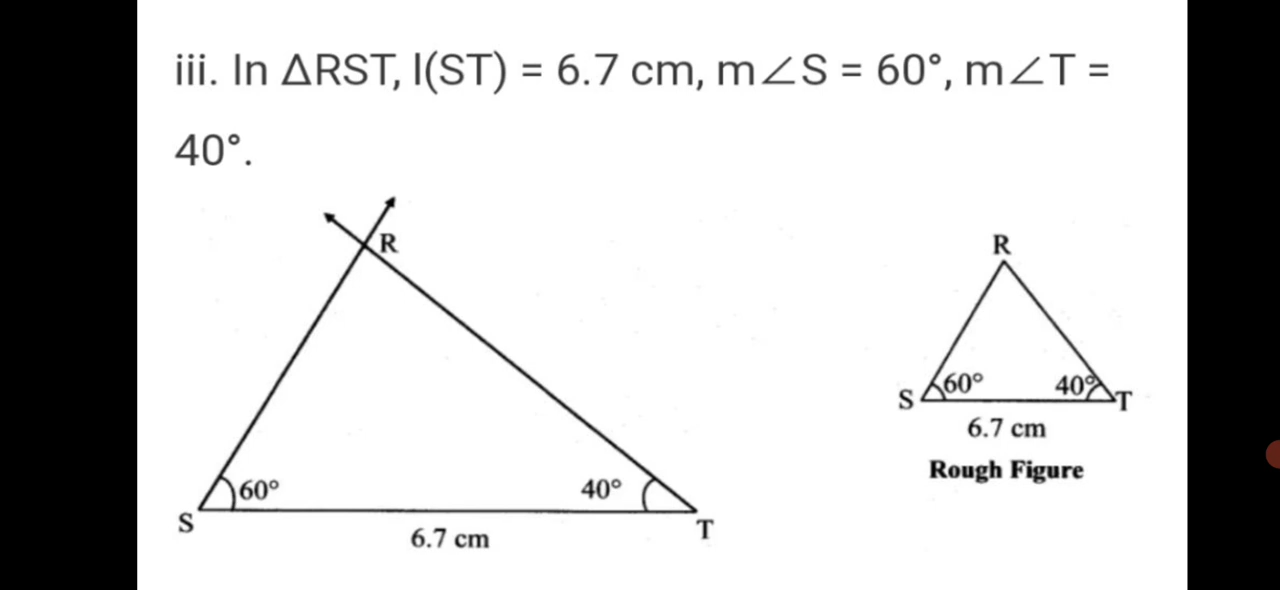 iii. In ∆RST, l(ST) = 6.7 cm, m∠S = 60°, m∠T =
40°.
R
60°
40°
S
6.7 cm
T
R
60°
40°
S
T
6.7 cm
Rough Figure